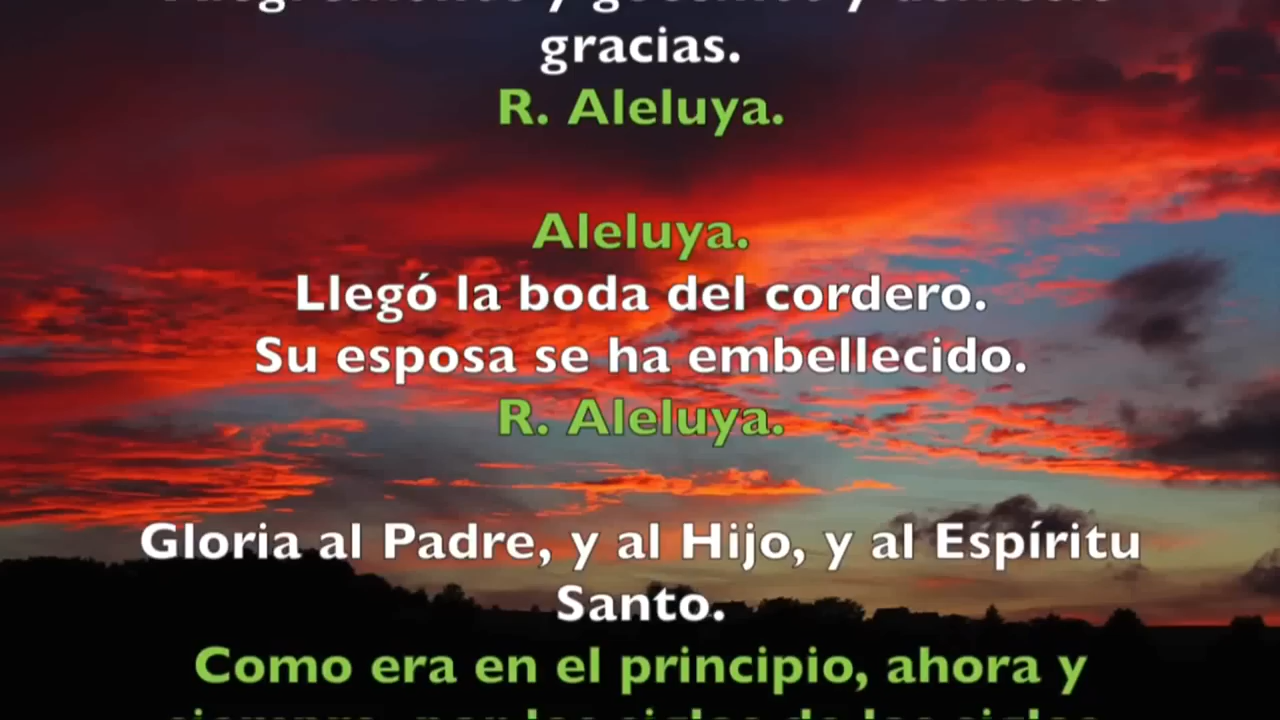 gracias.
R. Aleluya.
Aleluya.
Llegó la boda del cordero.
Su esposa se ha embellecido.
R. Aleluya.
Gloria al Padre, y al Hijo, y al Espíritu
Santo.
Como era en el principio, ahora y